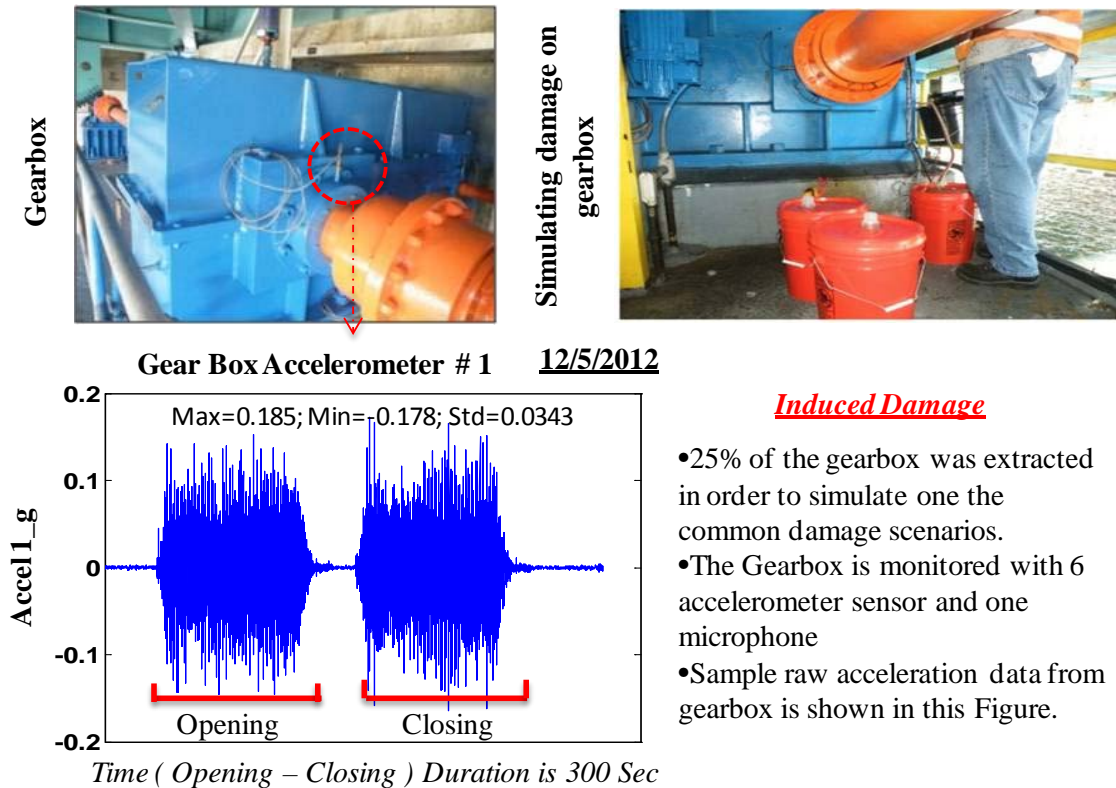 Gearbox
Simulating damage on
gearbox
Gear Box Accelerometer # 1
12/5/2012
Max=0.185; Min=-0.178; Std=0.0343
0.2
0.1
0
-0.1
-0.2
Accel1_g
Opening
Closing
Time ( Opening – Closing ) Duration is 300 Sec
Induced Damage
•25% of the gearbox was extracted
in order to simulate one the
common damage scenarios.
•The Gearbox is monitored with 6
accelerometer sensor and one
microphone
•Sample raw acceleration data from
gearbox is shown in this Figure.